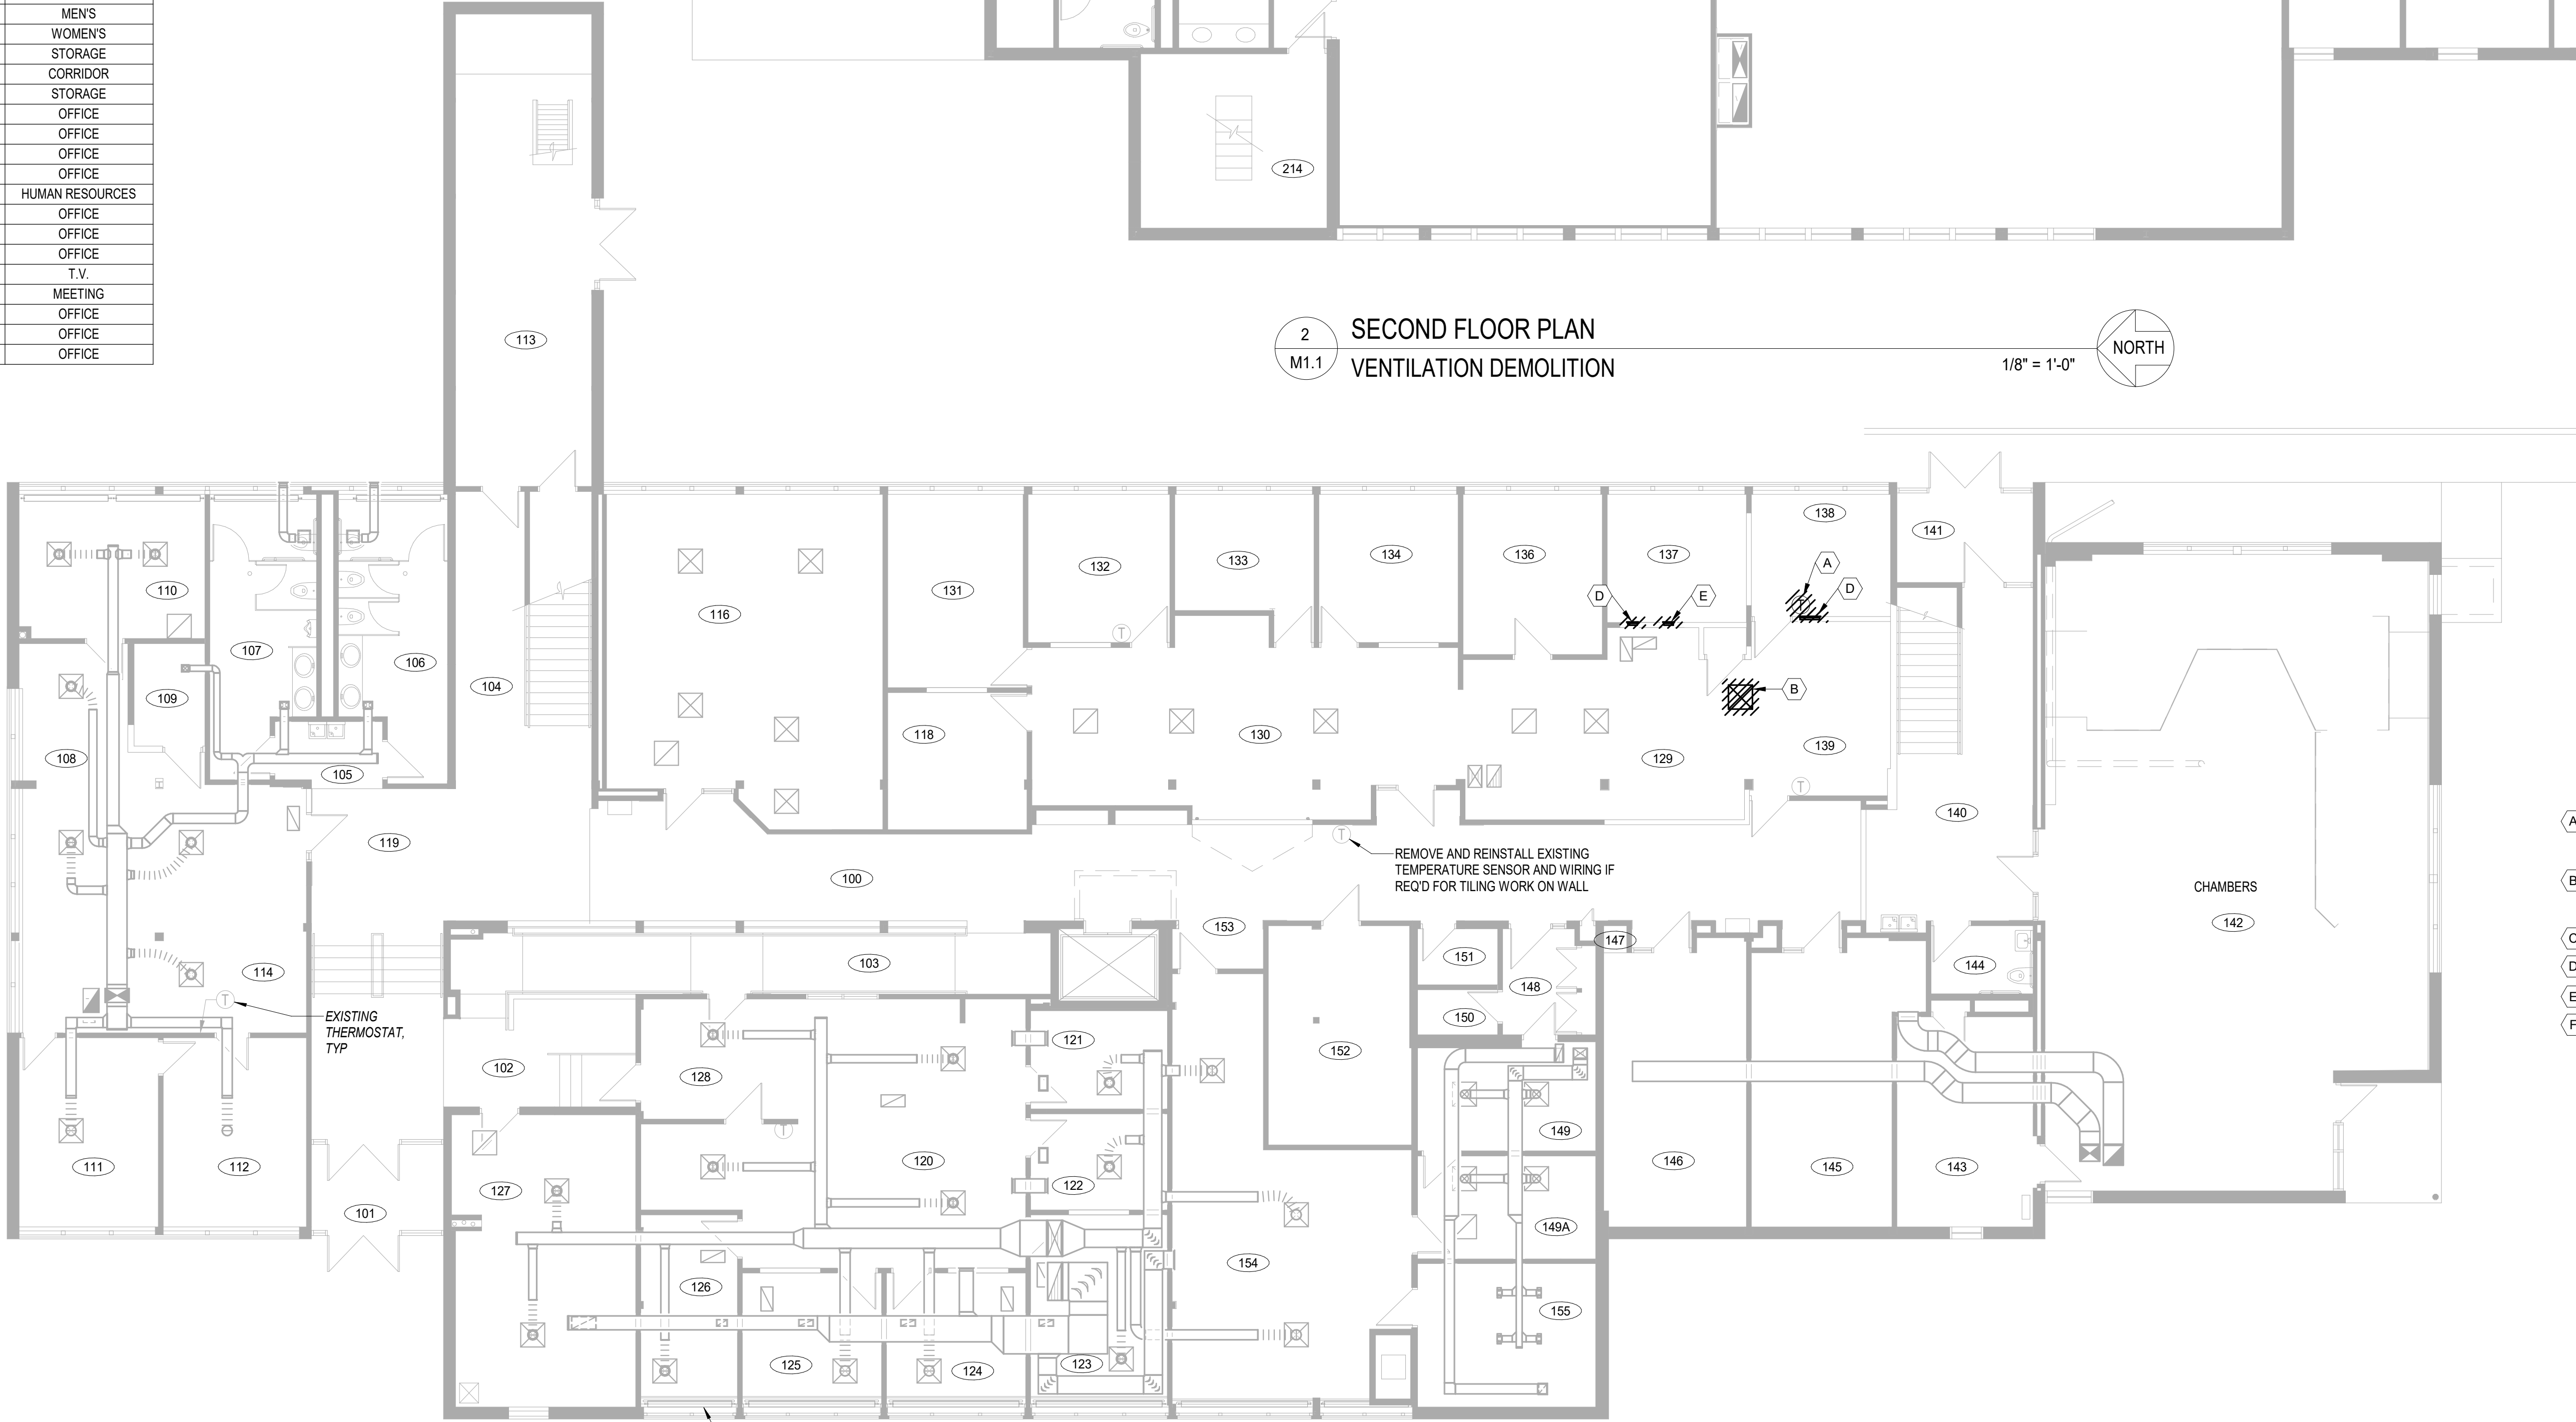 MEN'S
WOMEN'S
STORAGE
CORRIDOR
STORAGE
OFFICE
OFFICE
OFFICE
OFFICE
HUMAN RESOURCES
OFFICE
OFFICE
OFFICE
T.V.
MEETING
OFFICE
OFFICE
OFFICE
214
2
M1.1
SECOND FLOOR PLAN
VENTILATION DEMOLITION
1/8" = 1'-0"
NORTH
113
138
141
137
136
134
133
132
131
116
110
107
106
109
104
108
105
119
118
130
129
139
140
A
D
D
E
B
T
T
T
T
REMOVE AND REINSTALL EXISTING
TEMPERATURE SENSOR AND WIRING IF
REQ'D FOR TILING WORK ON WALL
100
CHAMBERS
142
153
147
103
151
144
114
T
148
EXISTING
THERMOSTAT,
TYP
150
121
152
102
128
T
149
111
112
120
146
145
143
127
122
101
149A
154
126
155
125
124
123
A
B
C
D
E
F